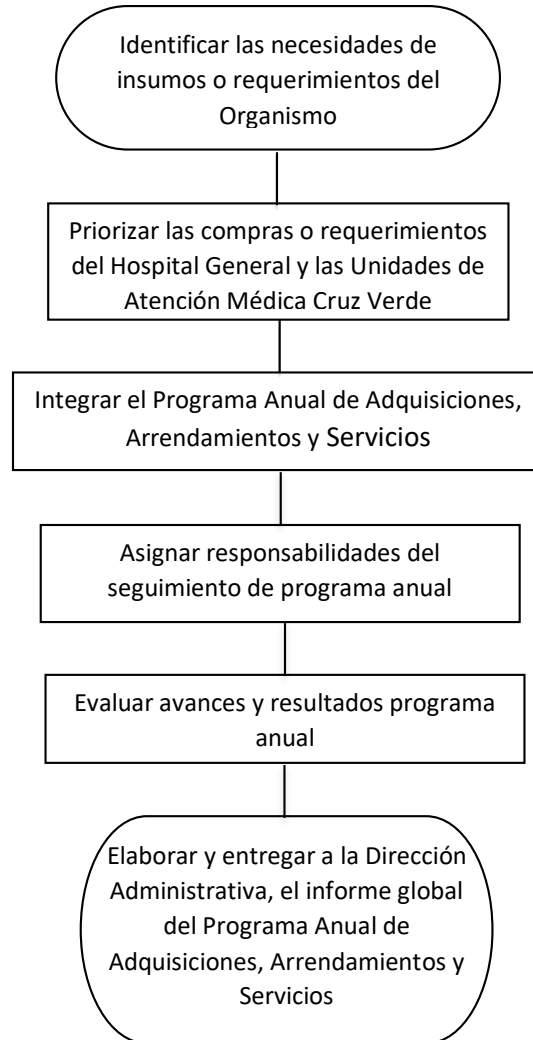 Identificar las necesidades de
insumos o requerimientos del
Organismo
Priorizar las compras o requerimientos
del Hospital General y las Unidades de
Atención Médica Cruz Verde
Integrar el Programa Anual de Adquisiciones,
Arrendamientos y Servicios
Asignar responsabilidades del
seguimiento de programa anual
Evaluar avances y resultados programa
anual
Elaborar y entregar a la Dirección
Administrativa, el informe global
del Programa Anual de
Adquisiciones, Arrendamientos y
Servicios